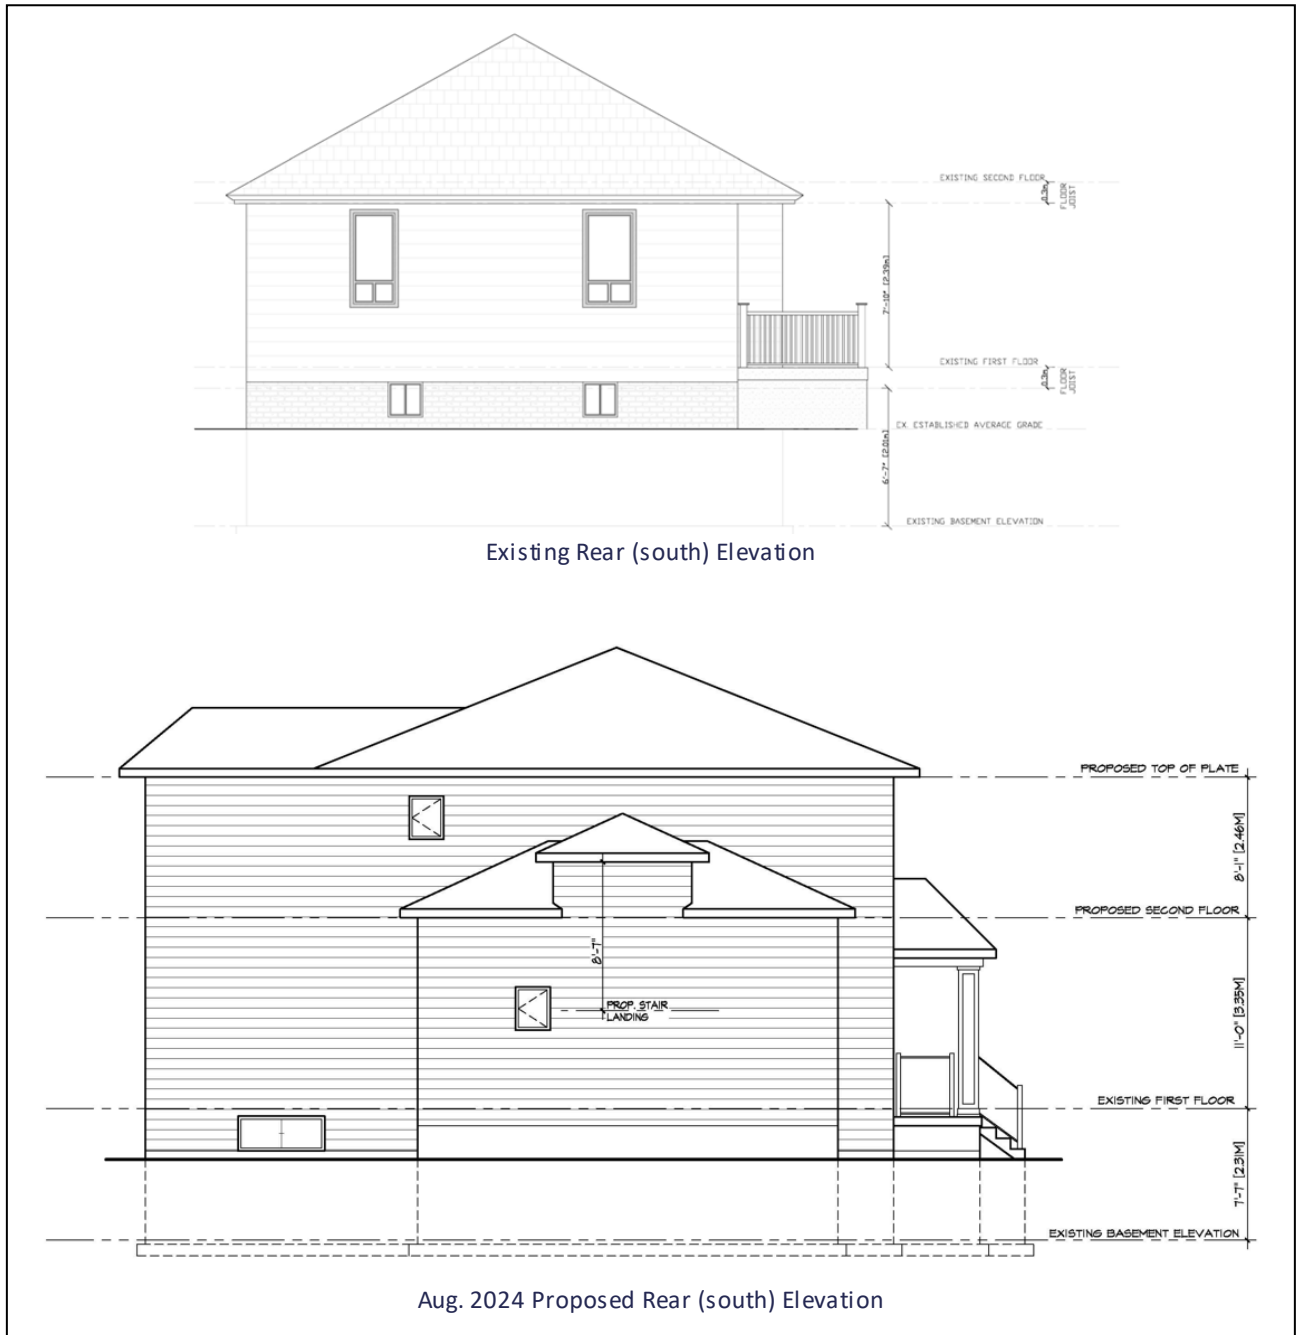 EXISTING SECOND FLOOR
0.3m
FLOOR
JOIST
7'-10" [2.39m]
EXISTING FIRST FLOOR
0.3m
FLOOR
JOIST
EX. ESTABLISHED AVERAGE GRADE
6'-7" [2.01m]
EXISTING BASEMENT ELEVATION
Existing Rear (south) Elevation
PROPOSED TOP OF PLATE
8'-1" [2.46M]
PROPOSED SECOND FLOOR
8'-7"
11'-0" [3.35M]
PROP. STAIR
LANDING
EXISTING FIRST FLOOR
7'-7" [2.31M]
EXISTING BASEMENT ELEVATION
Aug. 2024 Proposed Rear (south) Elevation